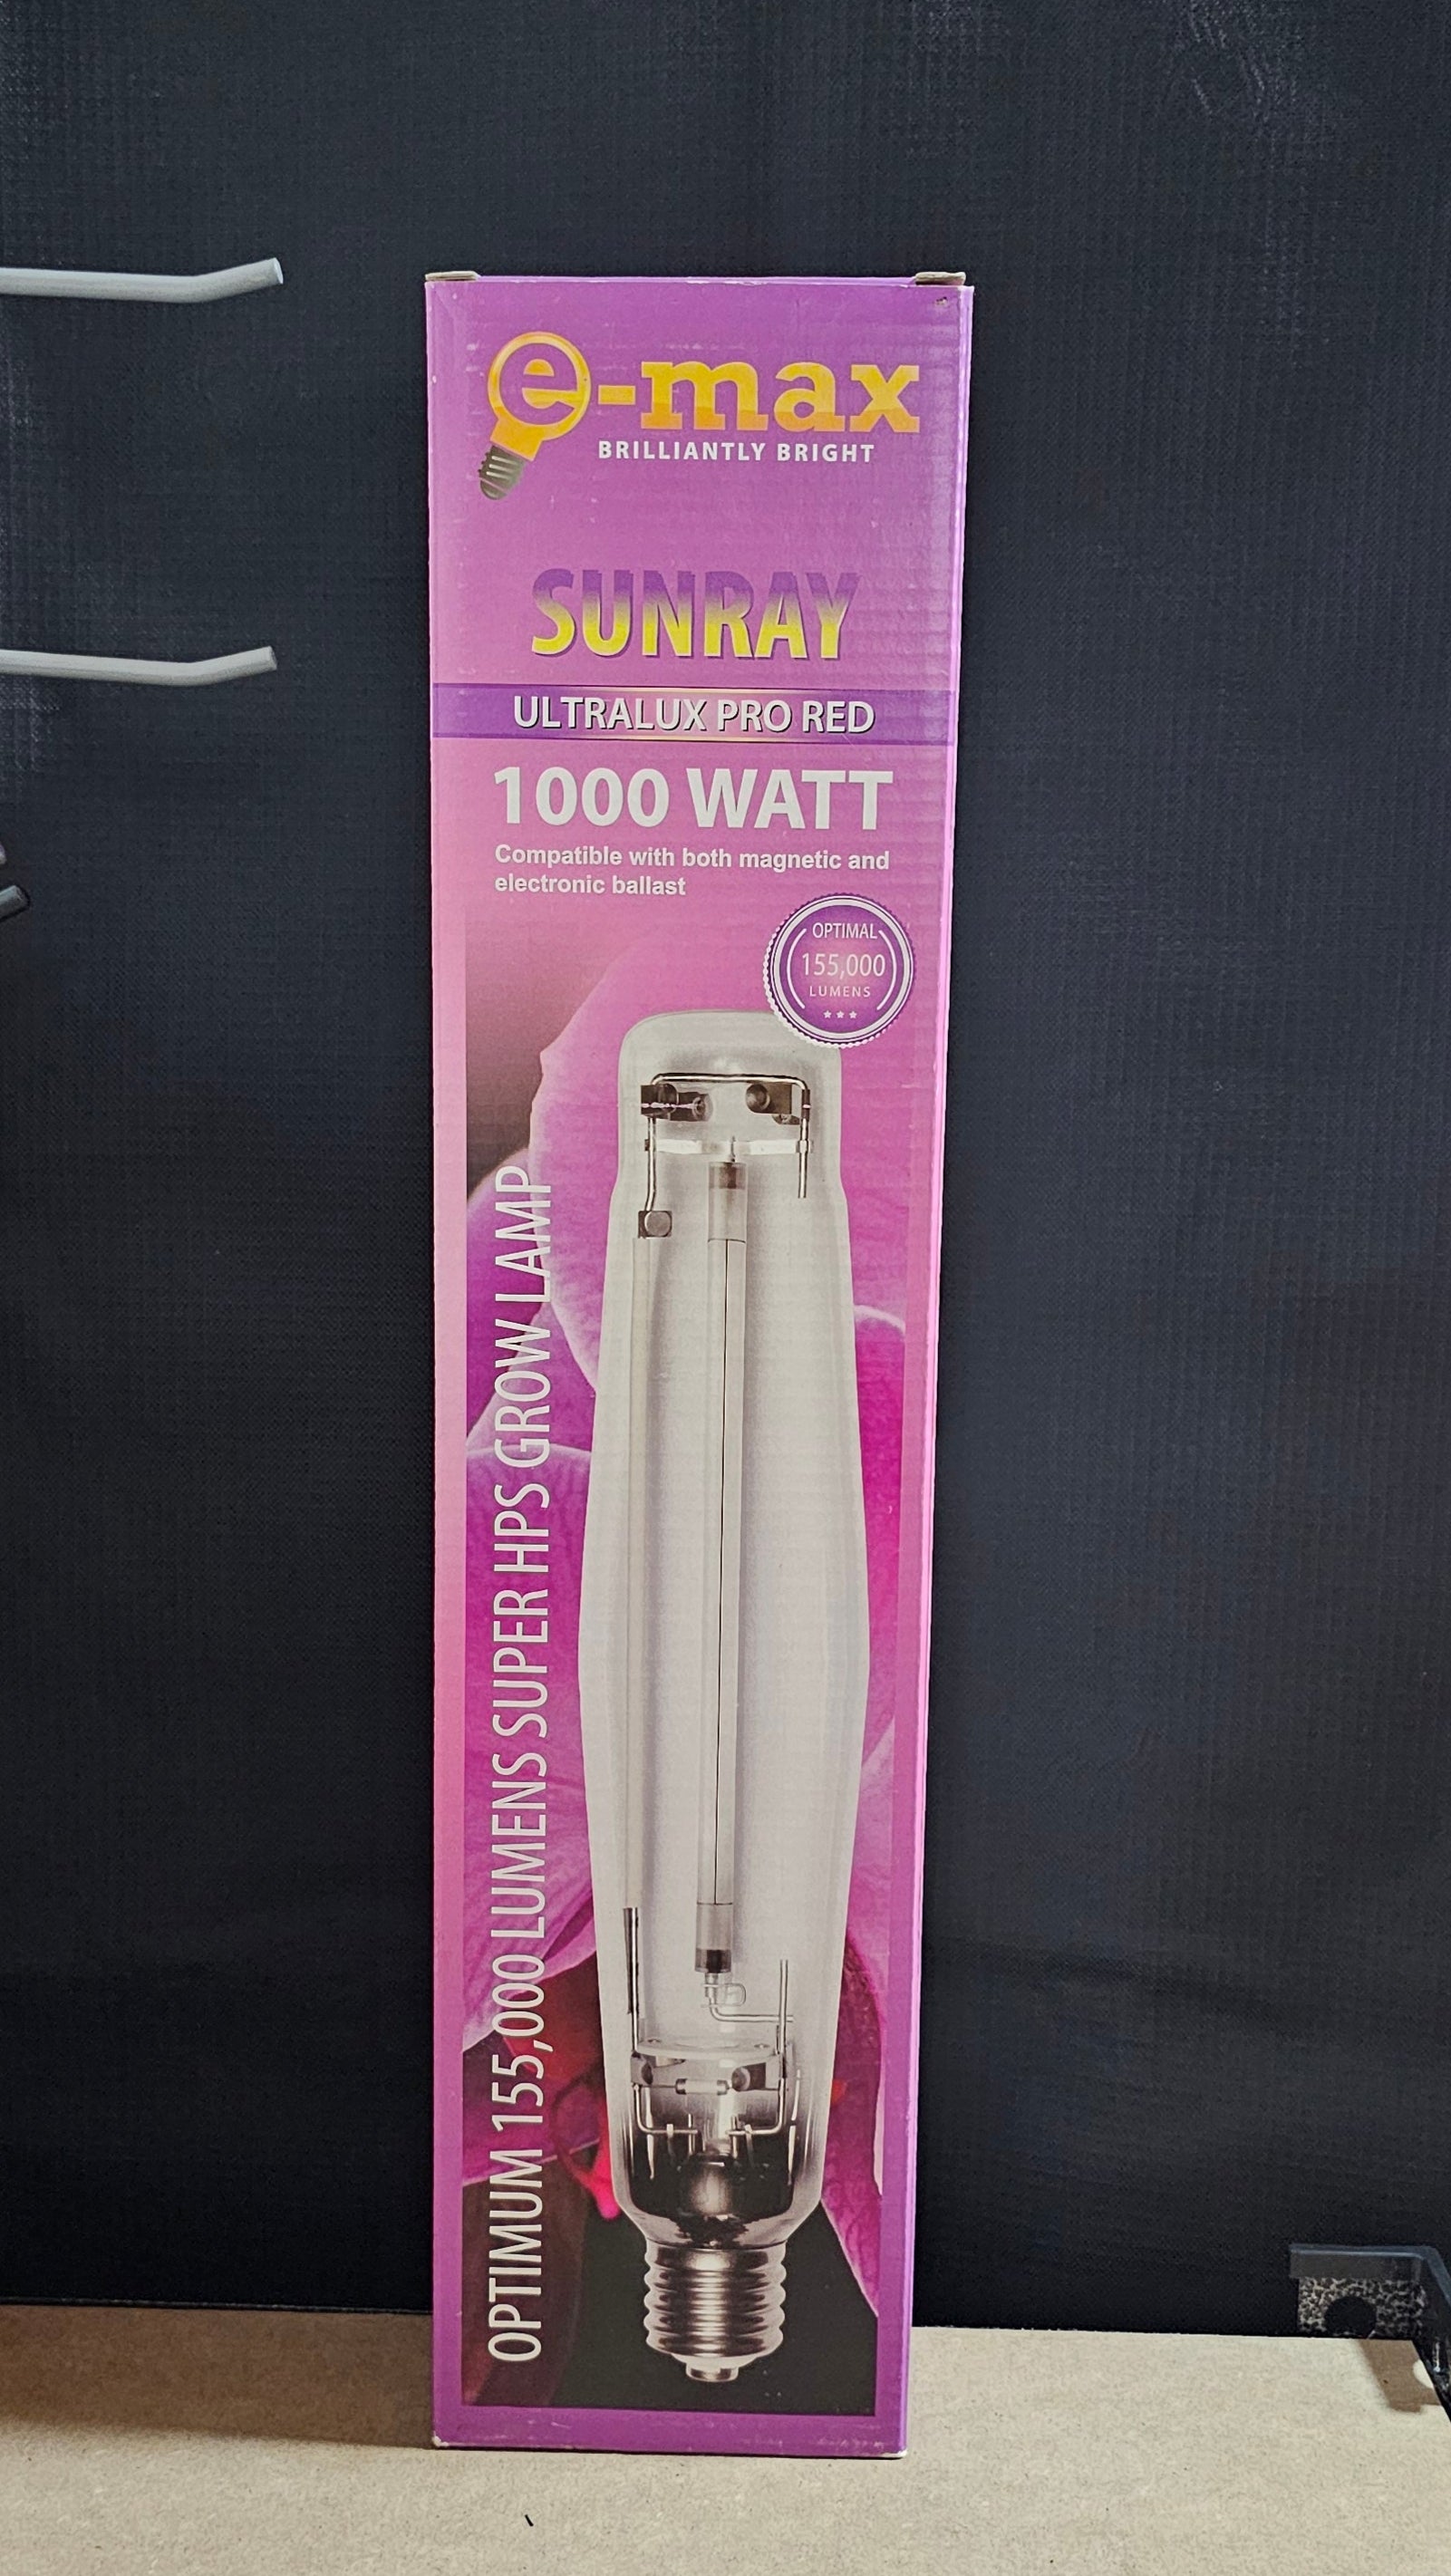 e-max
BRILLIANTLY BRIGHT
SUNRAY
ULTRALUX PRO RED
1000 WATT
Compatible with both magnetic and
electronic ballast
OPTIMAL
155,000
LUMENS
OPTIMUM 155,000 LUMENS SUPER HPS GROW LAMP